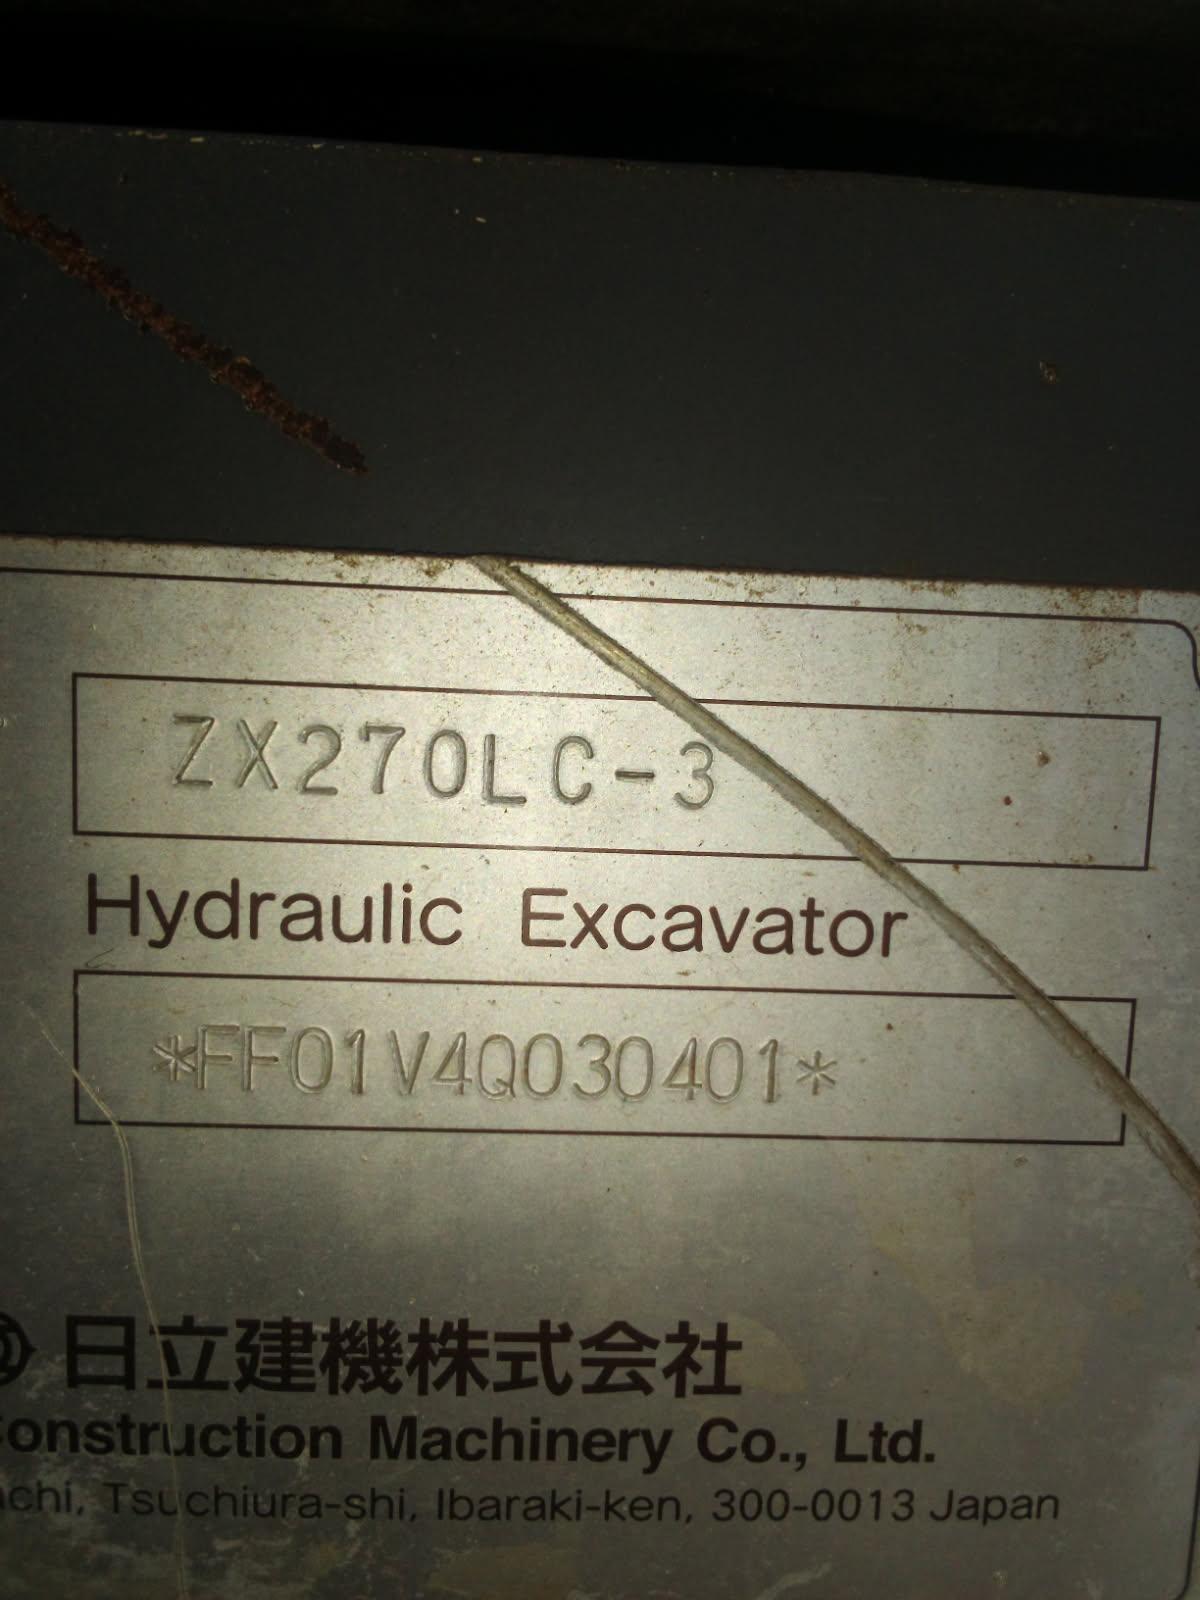 ZX270LC-3
Hydraulic Excavator
*FF01V4Q030401*
日立建機株式会社
Construction Machinery Co., Ltd.
Tsuchiura-shi, Ibaraki-ken, 300-0013 Japan